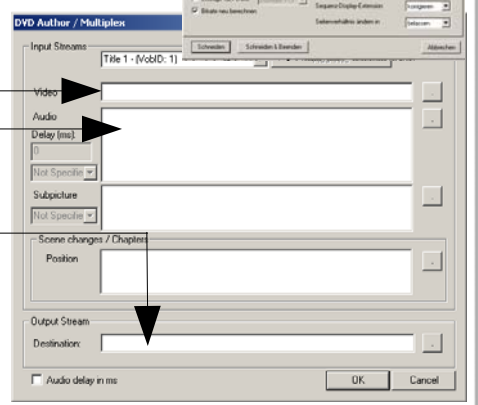 DVD Author / Multiplex
Bitrate neu berechnen
Sequenz-Display-Extension
korrigieren
Seitenverhältnis ändern in
belassen
Schneiden
Schneiden & Beenden
Abbrechen
Input Streams
Title 1 - (VobID: 1)
Video
Audio
Delay (ms):
0
Not Specifie
Subpicture
Not Specifie
Scene changes / Chapters
Position
Output Stream
Destination:
Audio delay in ms
OK
Cancel